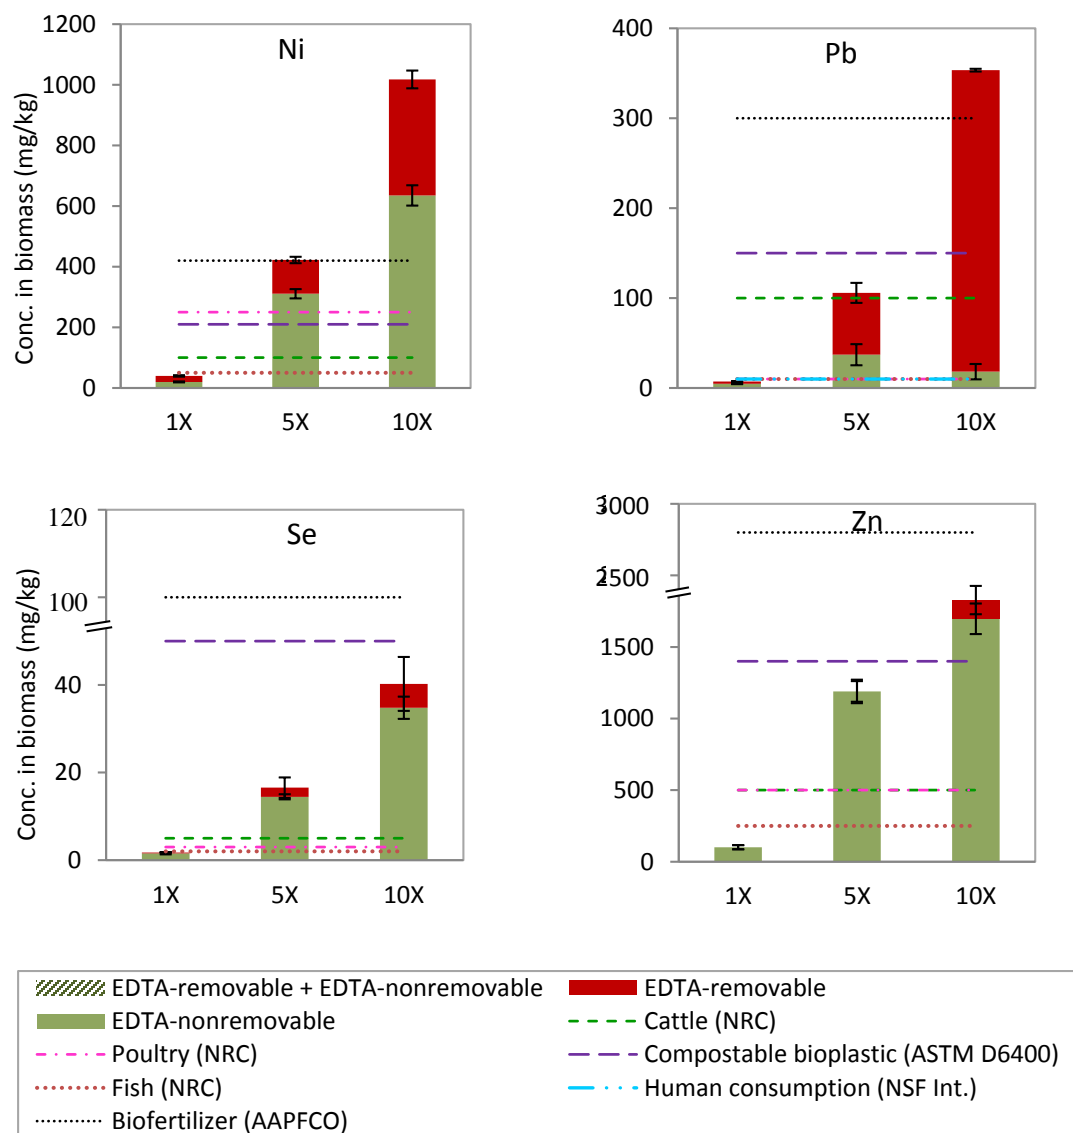 Ni
Conc. in biomass (mg/kg)
1200
1000
800
600
400
200
0
1X 5X 10X
Pb
400
300
200
100
0
1X 5X 10X
Se
Conc. in biomass (mg/kg)
120
100
40
20
0
1X 5X 10X
Zn
3000
2500
1500
1000
500
0
1X 5X 10X
EDTA-removable + EDTA-nonremovable
EDTA-removable
EDTA-nonremovable
Cattle (NRC)
Poultry (NRC)
Compostable bioplastic (ASTM D6400)
Fish (NRC)
Human consumption (NSF Int.)
Biofertilizer (AAPFCO)